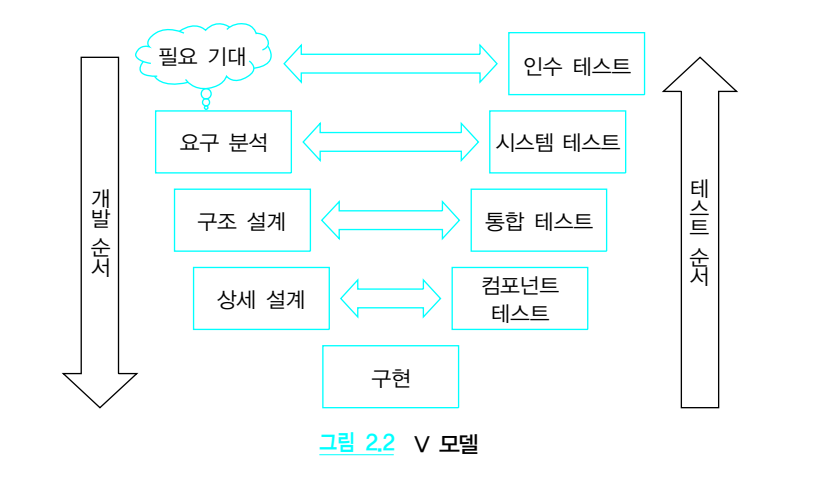 필요 기대
인수 테스트
요구 분석
시스템 테스트
개발 순서
테스트 순서
구조 설계
통합 테스트
상세 설계
컴포넌트
테스트
구현
그림 2.2 V 모델